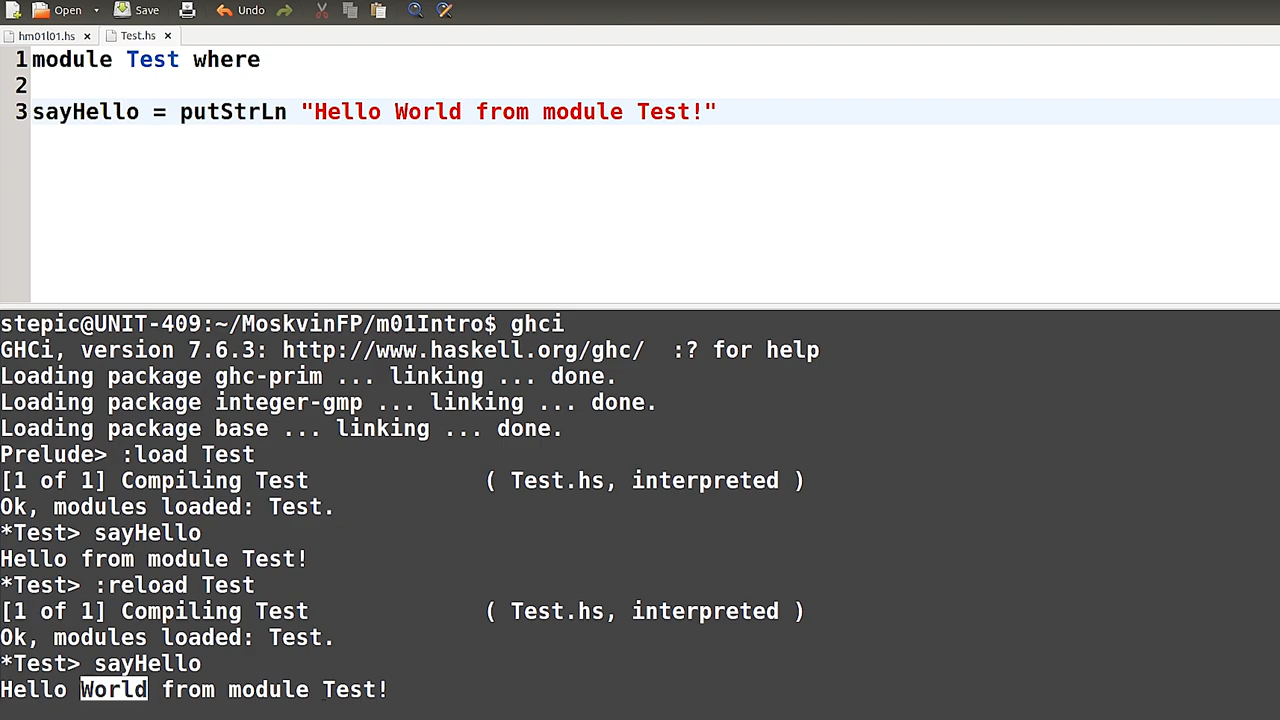 Open Save Undo
hm01l01.hs × Test.hs ×
1 module Test where
2
3 sayHello = putStrLn "Hello World from module Test!"
stepic@UNIT-409:~/MoskvinFP/m01Intro$ ghci
GHCi, version 7.6.3: http://www.haskell.org/ghc/  :? for help
Loading package ghc-prim ... linking ... done.
Loading package integer-gmp ... linking ... done.
Loading package base ... linking ... done.
Prelude> :load Test
[1 of 1] Compiling Test             ( Test.hs, interpreted )
Ok, modules loaded: Test.
*Test> sayHello
Hello from module Test!
*Test> :reload Test
[1 of 1] Compiling Test             ( Test.hs, interpreted )
Ok, modules loaded: Test.
*Test> sayHello
Hello World from module Test!